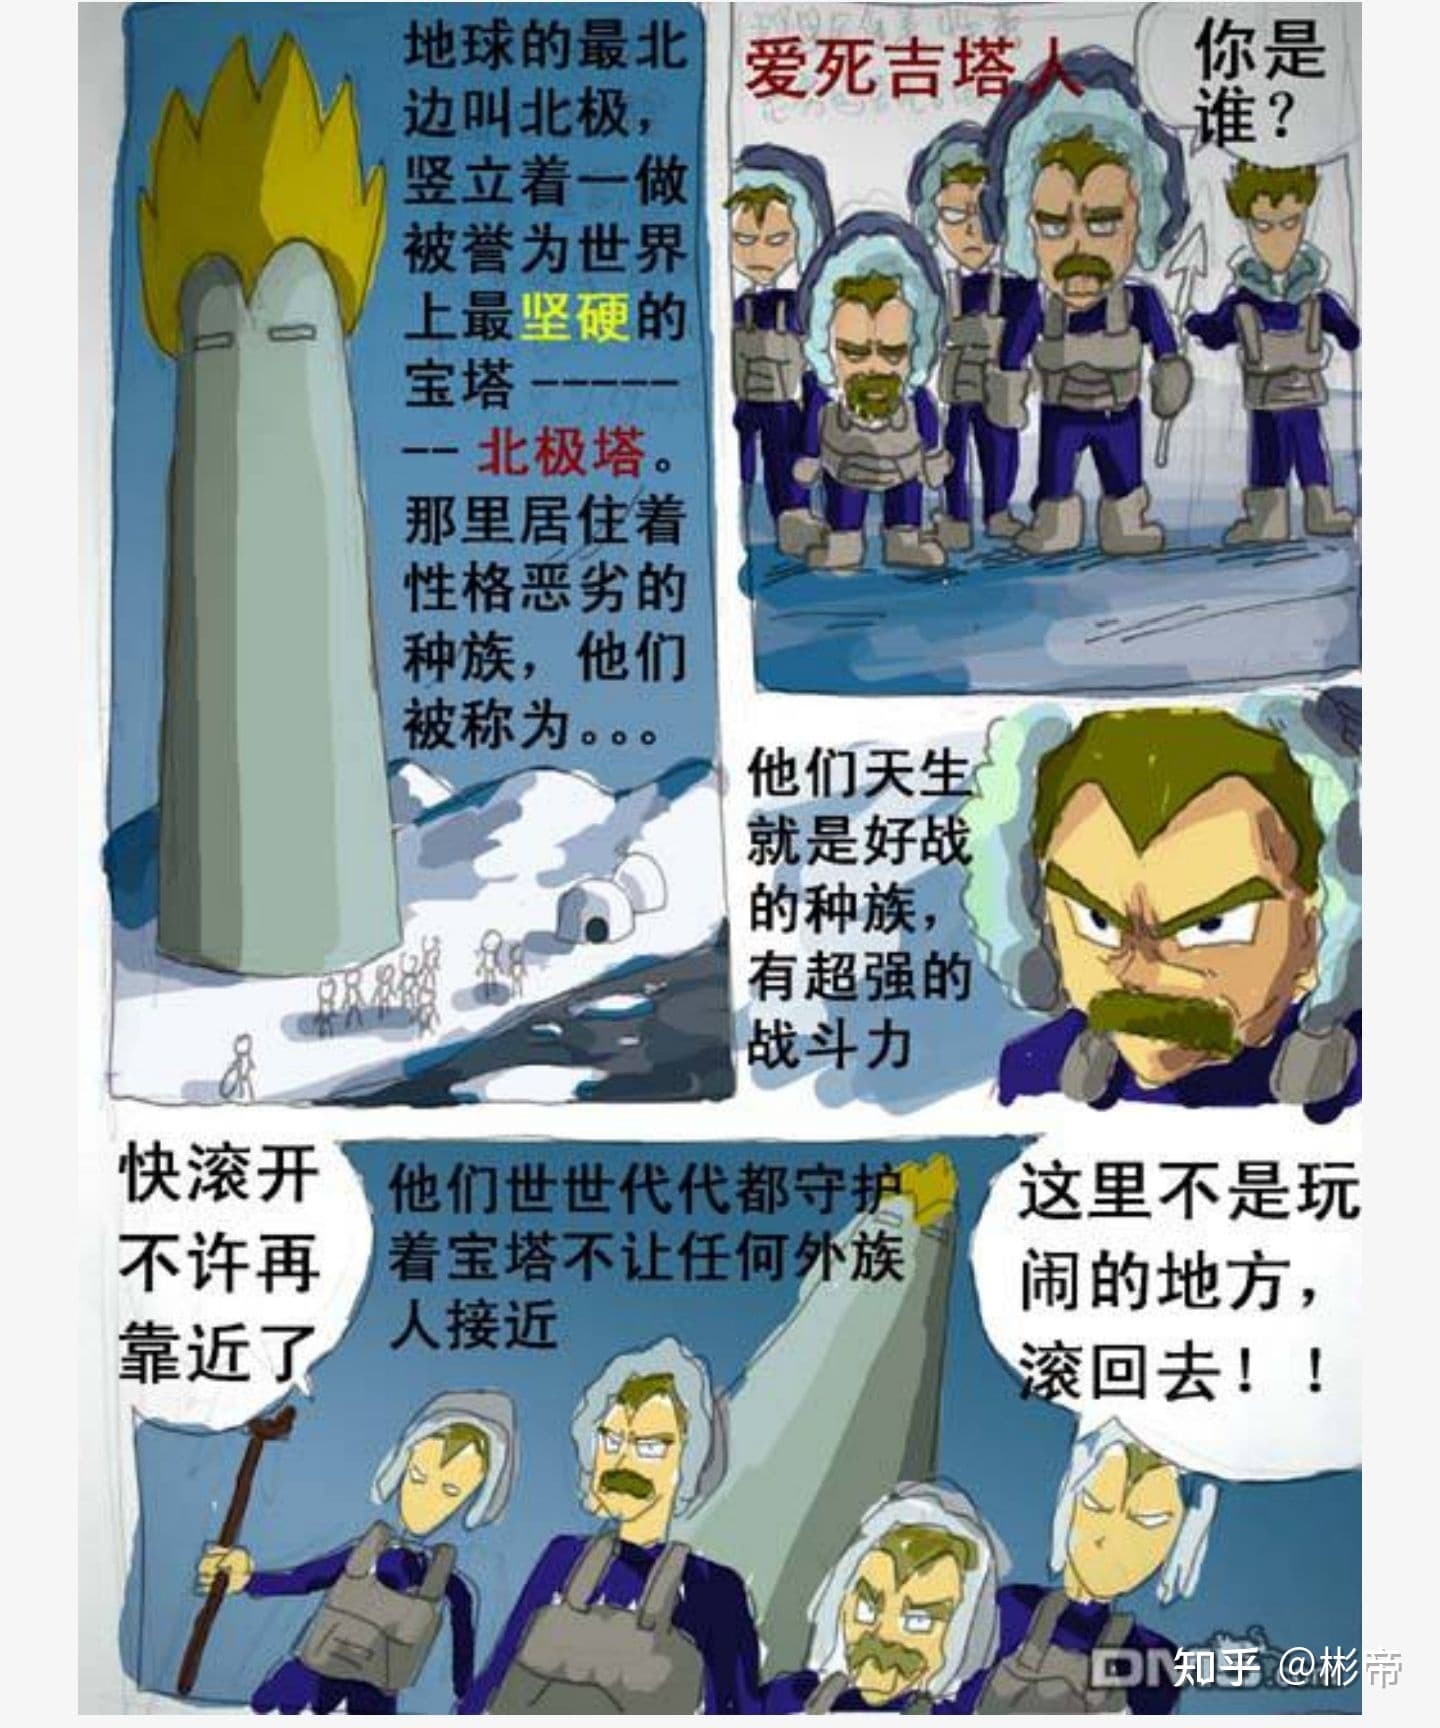 地球的最北
边叫北极，
竖立着一做
被誉为世界
上最坚硬的
宝塔-----
--北极塔。
那里居住着
性格恶劣的
种族，他们
被称为。。。
爱死吉塔人
你是
谁？
他们天生
就是好战
的种族，
有超强的
战斗力
快滚开
不许再
靠近了
他们世世代代都守护
着宝塔不让任何外族
人接近
这里不是玩
闹的地方，
滚回去！！
知乎 @彬帝